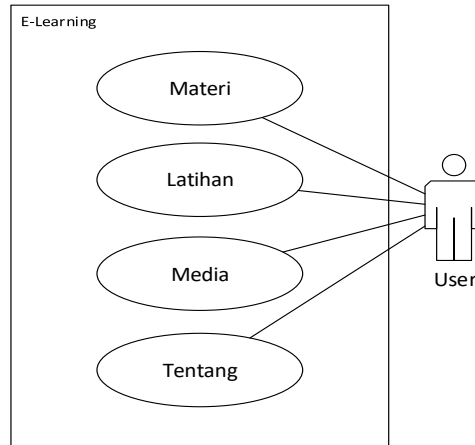 E-Learning
Materi
Latihan
Media
User
Tentang